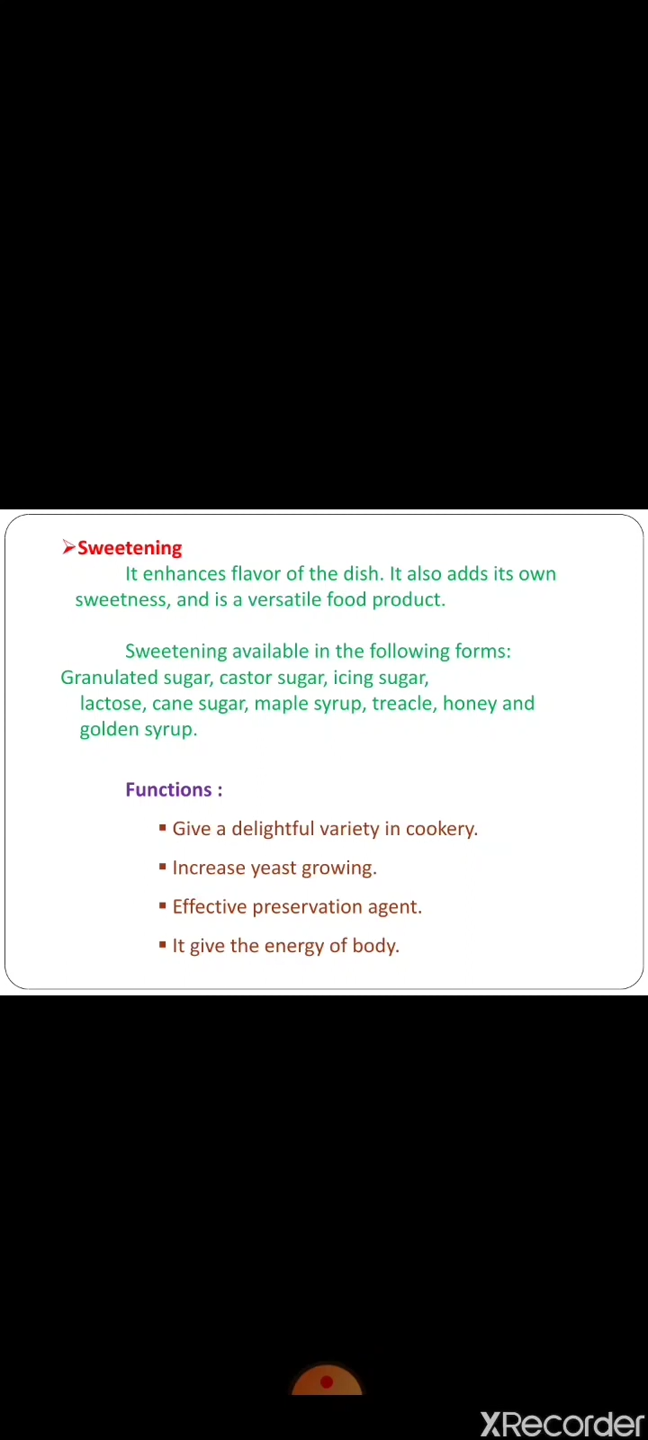 ➢Sweetening
It enhances flavor of the dish. It also adds its own
sweetness, and is a versatile food product.
Sweetening available in the following forms:
Granulated sugar, castor sugar, icing sugar,
lactose, cane sugar, maple syrup, treacle, honey and
golden syrup.
Functions :
▪ Give a delightful variety in cookery.
▪ Increase yeast growing.
▪ Effective preservation agent.
▪ It give the energy of body.
XRecorder